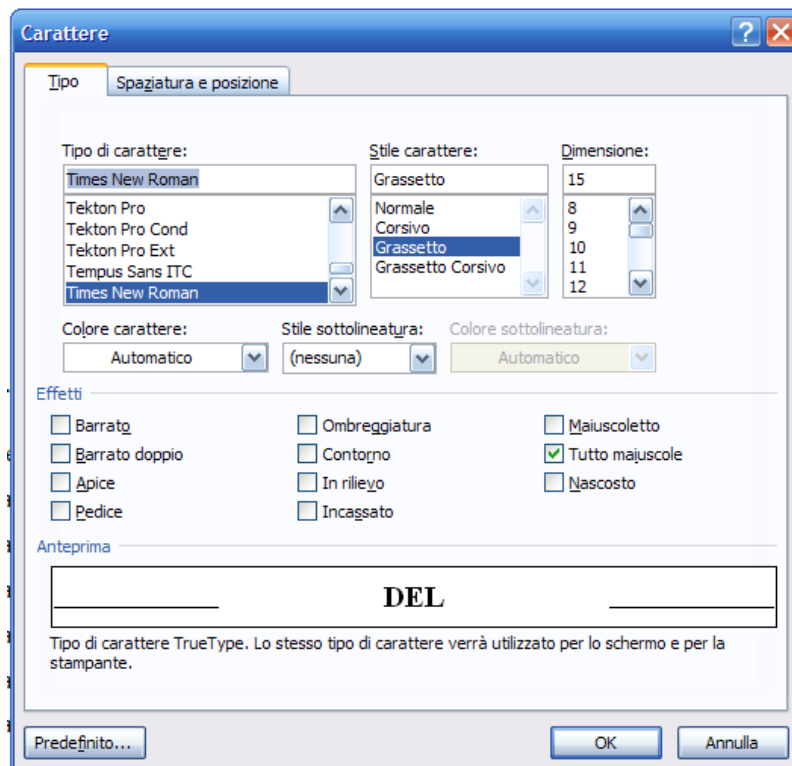 Carattere
Tipo Spaziatura e posizione
Tipo di carattere: Stile carattere: Dimensione:
Times New Roman Grassetto 15
Tekton Pro Normale 8
Tekton Pro Cond Corsivo 9
Tekton Pro Ext Grassetto 10
Tempus Sans ITC Grassetto Corsivo 11
Times New Roman 12
Colore carattere: Stile sottolineatura: Colore sottolineatura:
Automatico (nessuna) Automatico
Effetti
Barrato Ombreggiatura Maiuscoletto
Barrato doppio Contorno Tutto maiuscole
Apice In rilievo Nascosto
Pedice Incassato
Anteprima
DEL
Tipo di carattere TrueType. Lo stesso tipo di carattere verrà utilizzato per lo schermo e per la
stampante.
Predefinito... OK Annulla